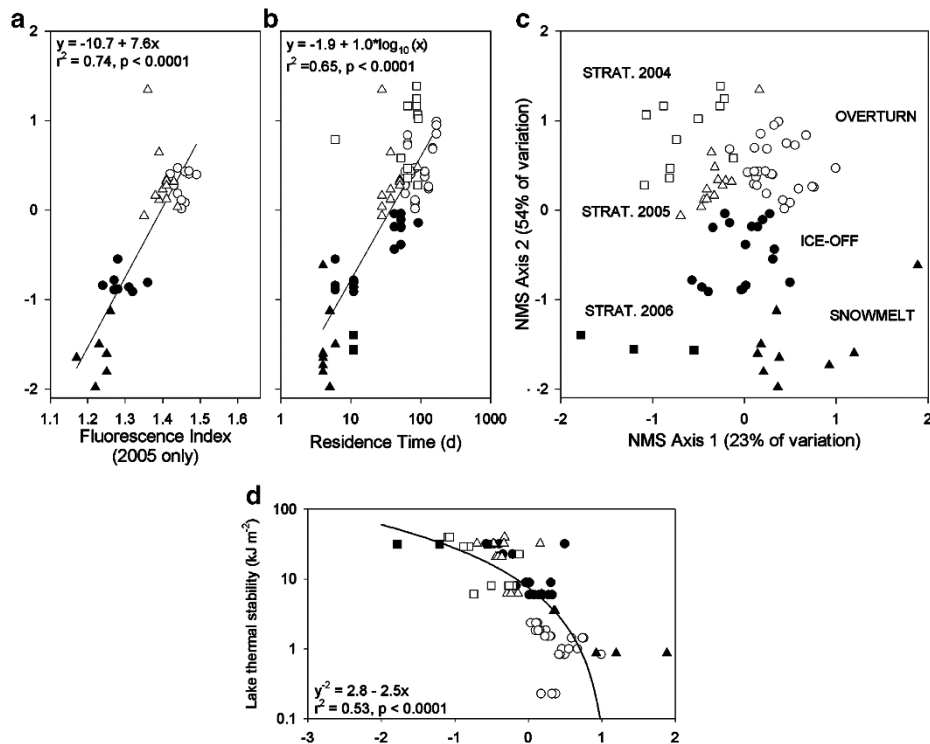 a
b
c
y = -10.7 + 7.6x
r² = 0.74, p < 0.0001
y = -1.9 + 1.0*log₁₀(x)
r² =0.65, p < 0.0001
STRAT. 2004
OVERTURN
STRAT. 2005
ICE-OFF
STRAT. 2006
SNOWMELT
NMS Axis 2 (54% of variation)
2
1
0
-1
-2
2
1
0
-1
-2
1.2 1.3 1.4 1.5 1.6
1 10 100 1000
-2 -1 0 1 2
Fluorescence Index
(2005 only)
Residence Time (d)
NMS Axis 1 (23% of variation)
d
Lake thermal stability (kJ m⁻²)
100
10
1
0.1
y⁻² = 2.8 - 2.5x
r² = 0.53, p < 0.0001
-3 -2 -1 0 1 2